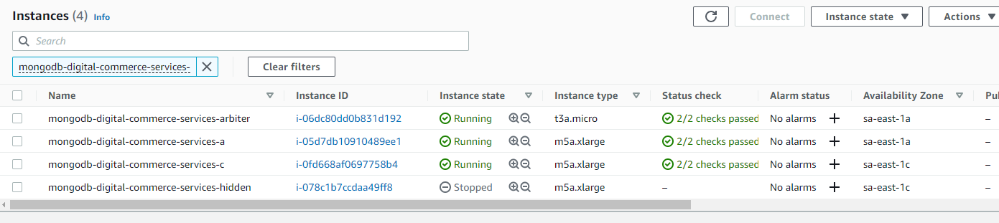 Instances (4) Info
Connect Instance state Actions
Search
mongodb-digital-commerce-services- Clear filters
Name Instance ID Instance state Instance type Status check Alarm status Availability Zone Pu
mongodb-digital-commerce-services-arbiter i-06dc80dd0b831d192 Running t3a.micro 2/2 checks passed No alarms + sa-east-1a –
mongodb-digital-commerce-services-a i-05d7db10910489ee1 Running m5a.xlarge 2/2 checks passed No alarms + sa-east-1a –
mongodb-digital-commerce-services-c i-0fd668af0697758b4 Running m5a.xlarge 2/2 checks passed No alarms + sa-east-1c –
mongodb-digital-commerce-services-hidden i-078c1b7ccdaa49ff8 Stopped m5a.xlarge – No alarms + sa-east-1c –